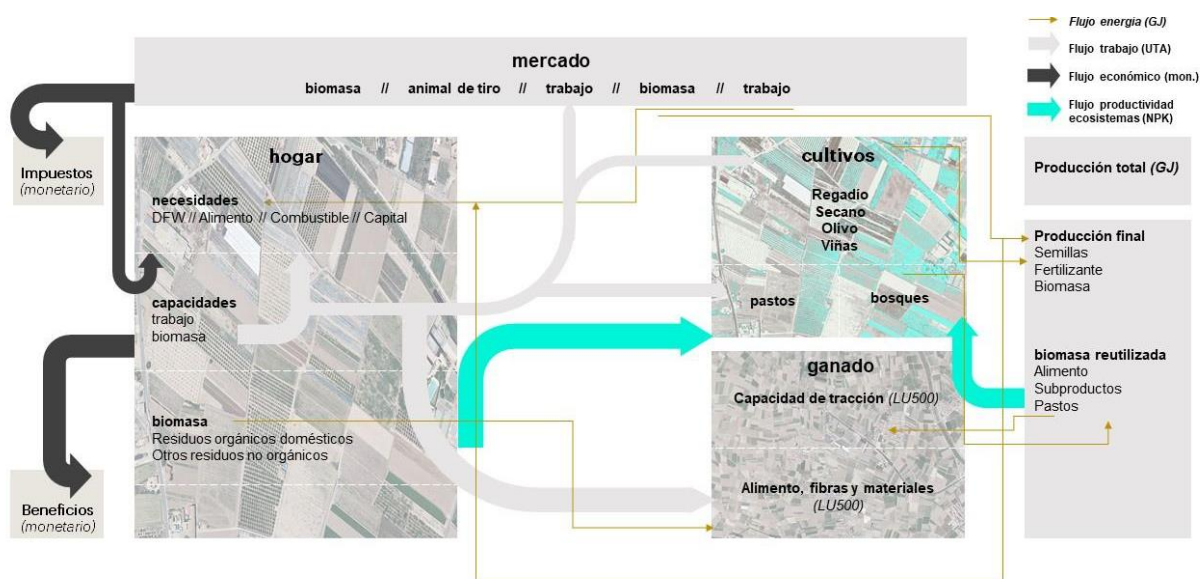 Flujo energía (GJ)
Flujo trabajo (UTA)
Flujo económico (mon.)
Flujo productividad
ecosistemas (NPK)
mercado
biomasa // animal de tiro // trabajo // biomasa // trabajo
Impuestos
(monetario)
Beneficios
(monetario)
hogar
necesidades
DFW // Alimento // Combustible // Capital
capacidades
trabajo
biomasa
biomasa
Residuos orgánicos domésticos
Otros residuos no orgánicos
cultivos
Regadío
Secano
Olivo
Viñas
pastos
bosques
ganado
Capacidad de tracción (LU500)
Alimento, fibras y materiales
(LU500)
Producción total (GJ)
Producción final
Semillas
Fertilizante
Biomasa
biomasa reutilizada
Alimento
Subproductos
Pastos